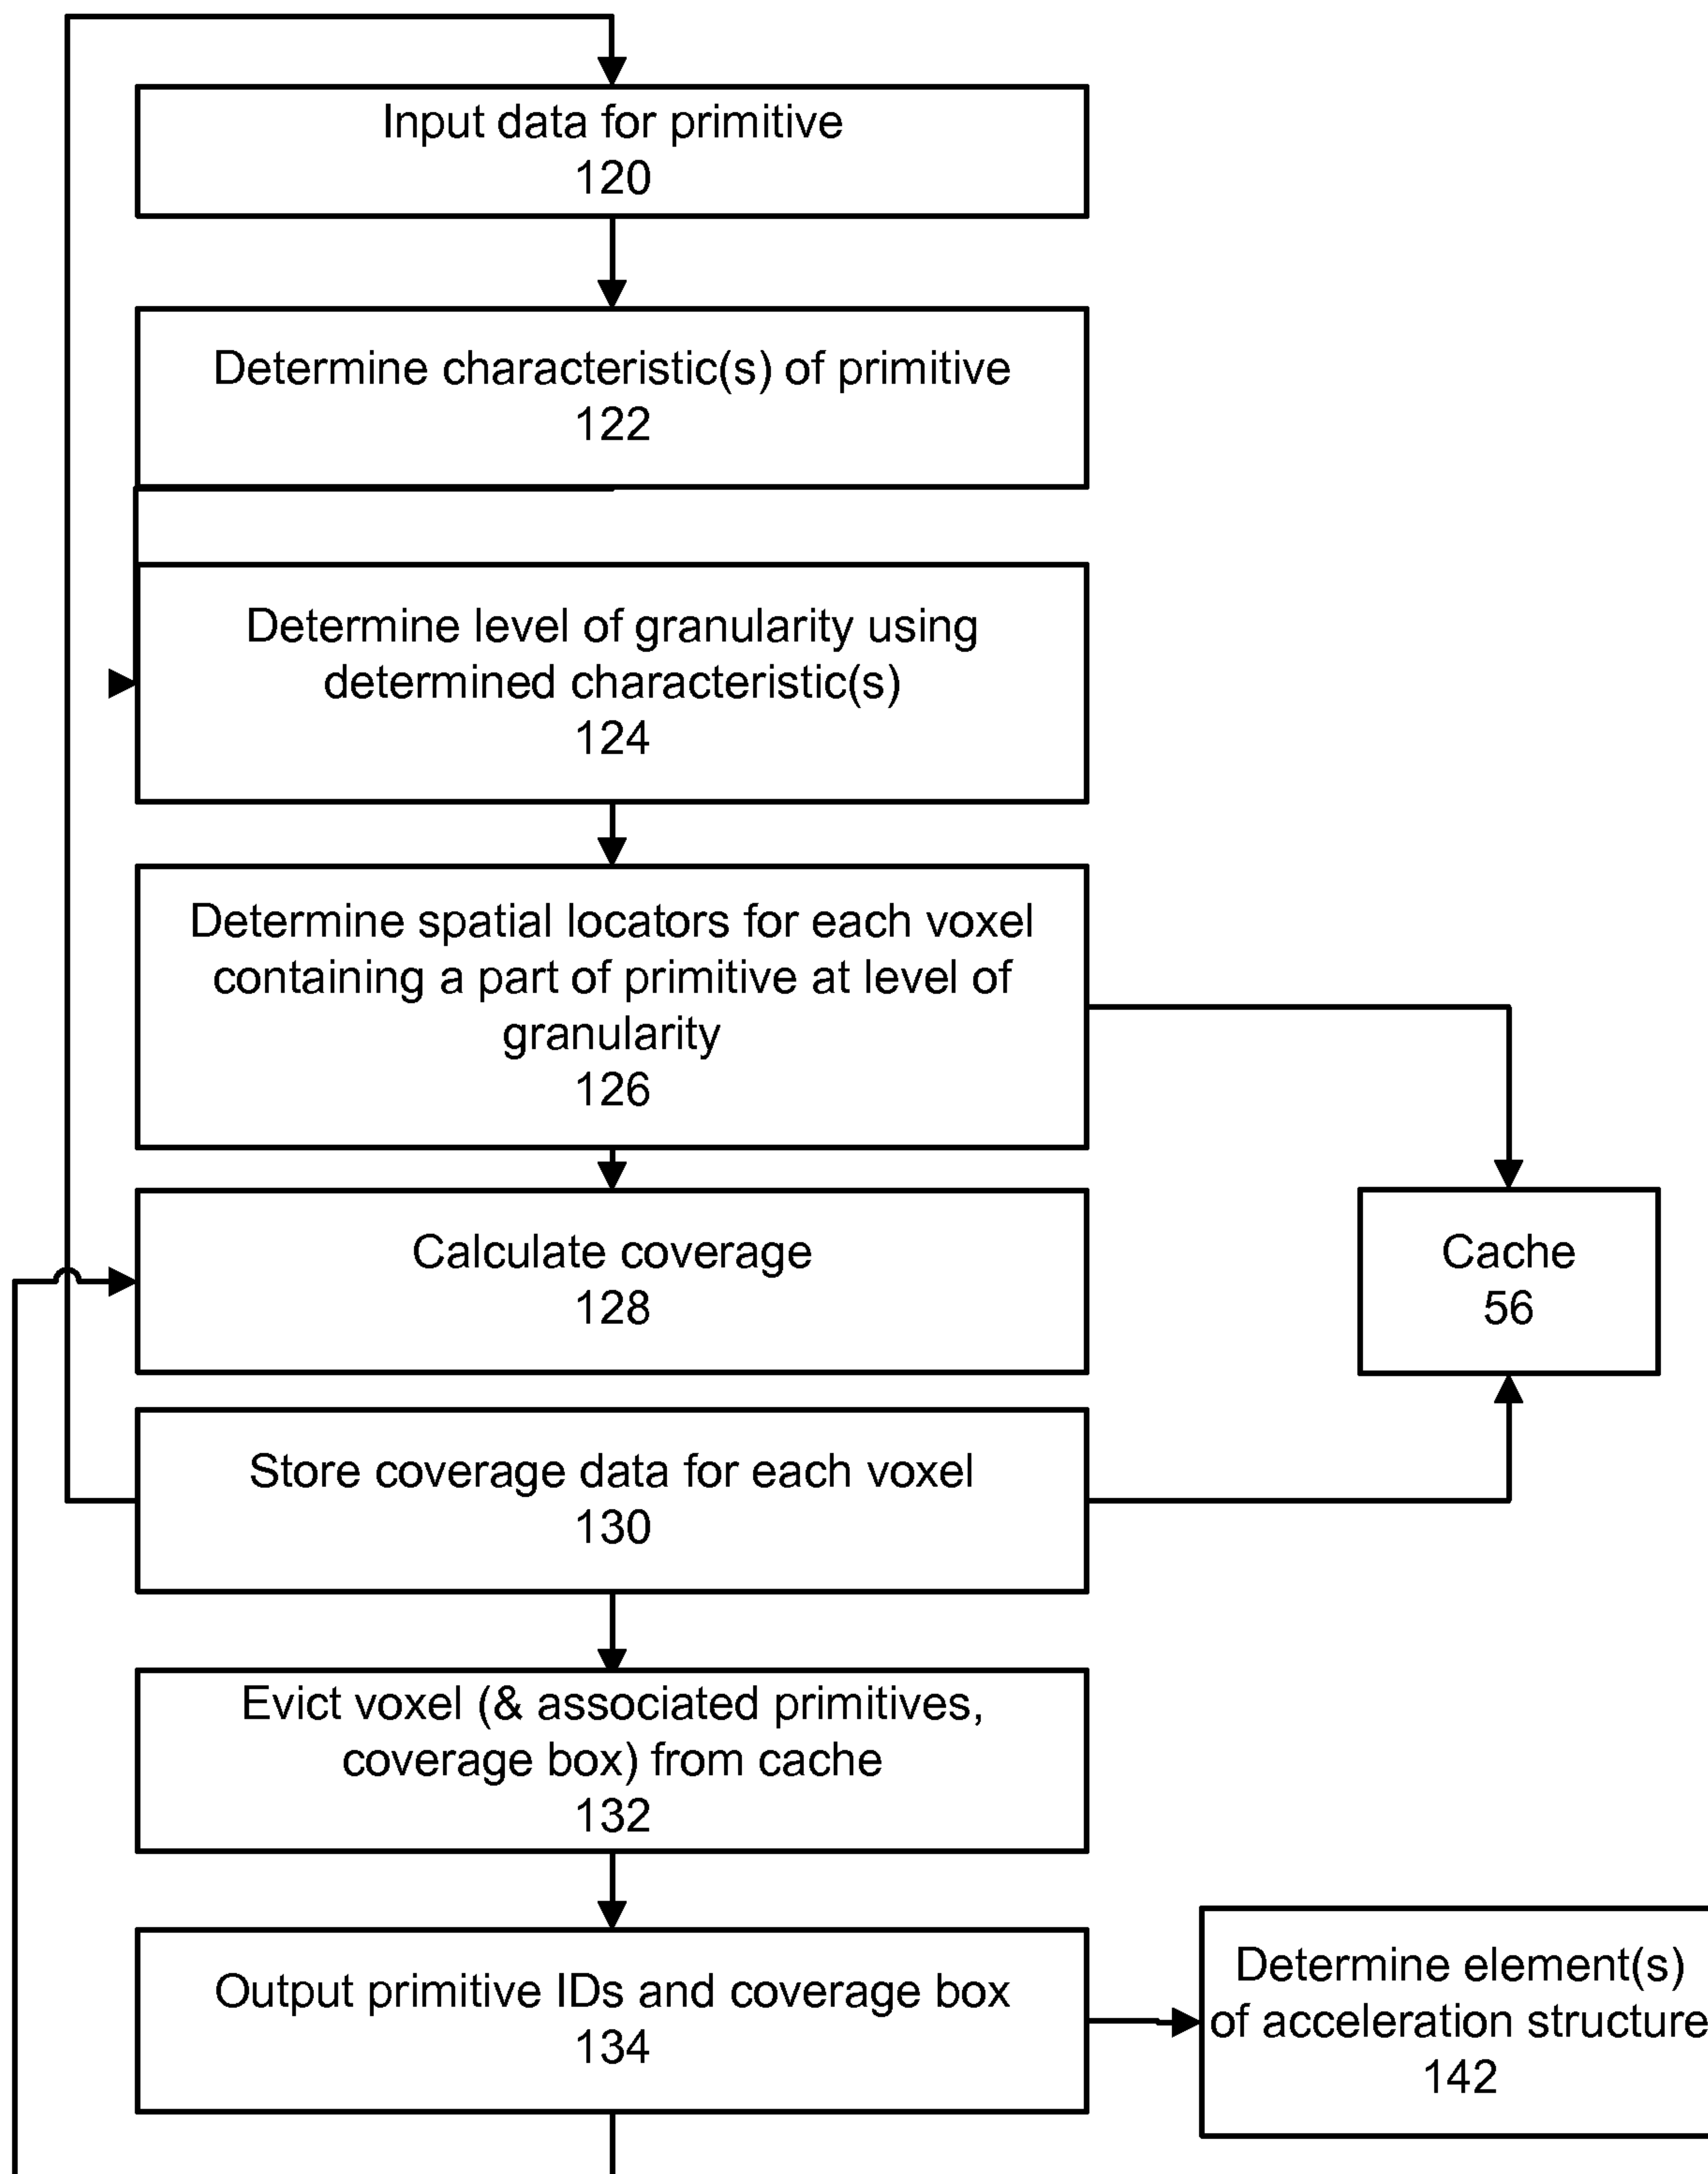 Input data for primitive
120
Determine characteristic(s) of primitive
122
Determine level of granularity using
determined characteristic(s)
124
Determine spatial locators for each voxel
containing a part of primitive at level of
granularity
126
Calculate coverage
128
Cache
56
Store coverage data for each voxel
130
Evict voxel (& associated primitives,
coverage box) from cache
132
Output primitive IDs and coverage box
134
Determine element(s)
of acceleration structure
142